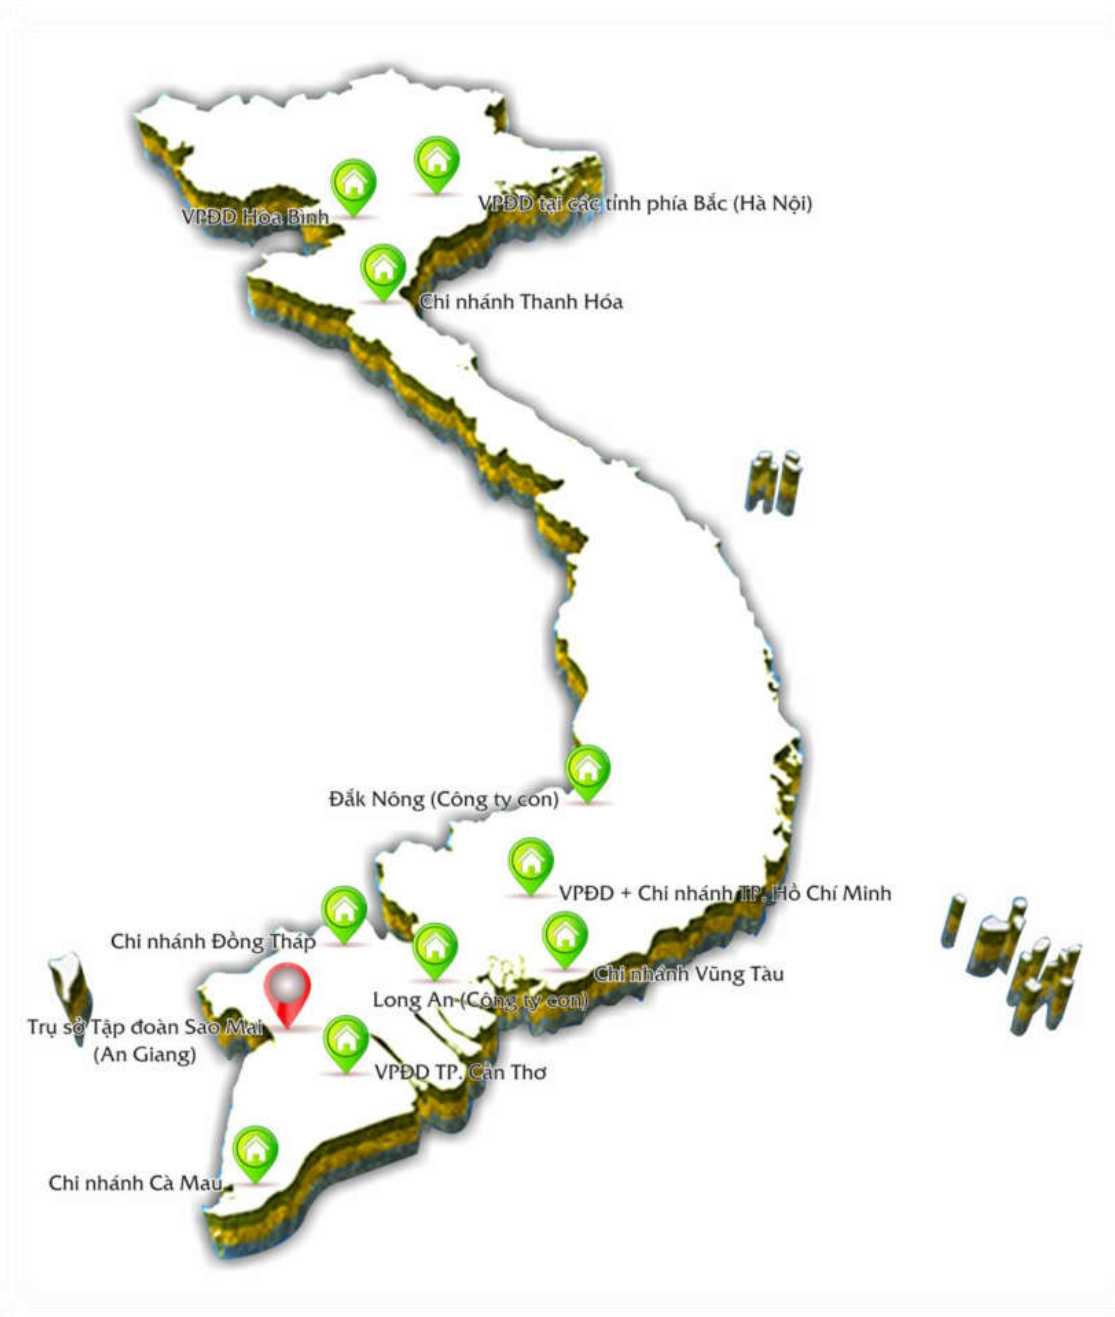 VPĐD tại các tỉnh phía Bắc (Hà Nội)
VPĐD Hòa Bình
Chi nhánh Thanh Hóa
Đắk Nông (Công ty con)
VPĐD + Chi nhánh TP. Hồ Chí Minh
Chi nhánh Đồng Tháp
Chi nhánh Vũng Tàu
Long An (Công ty con)
Trụ sở Tập đoàn Sao Mai
(An Giang)
VPĐD TP. Cần Thơ
Chi nhánh Cà Mau